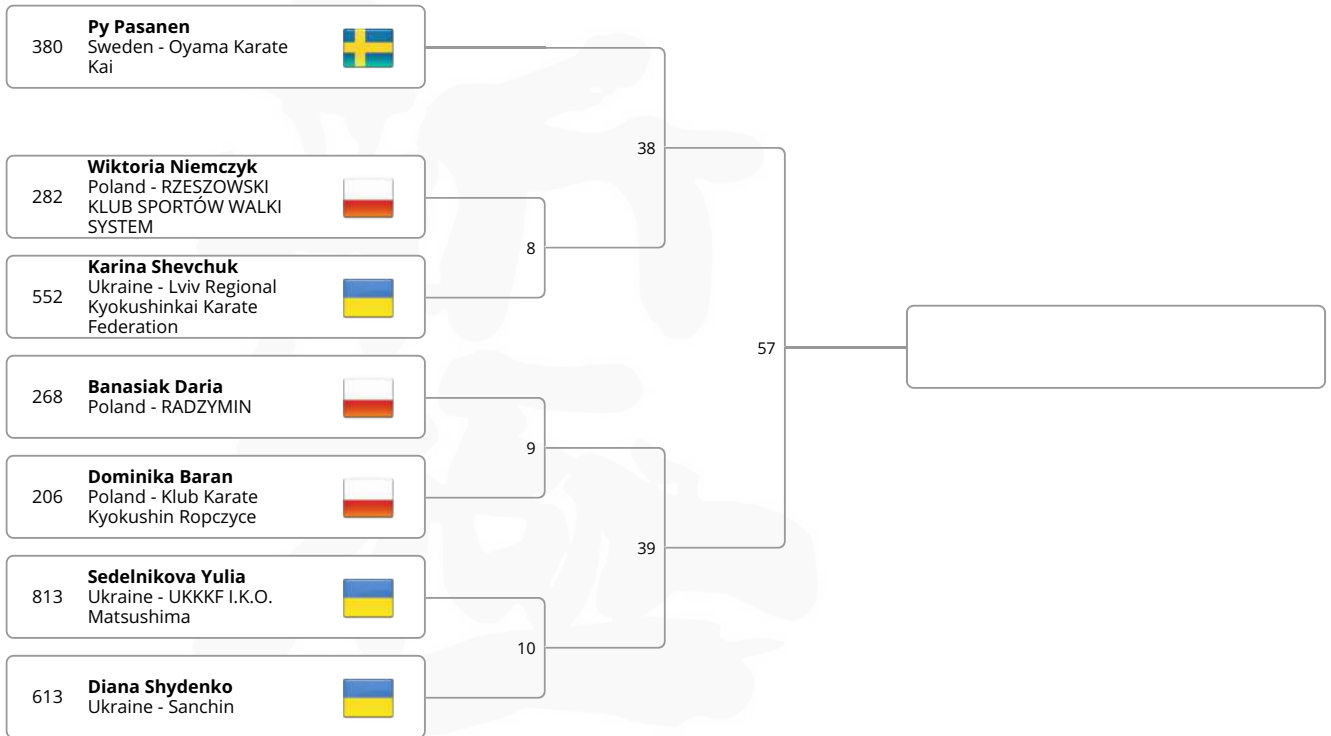 380
Py Pasanen
Sweden - Oyama Karate
Kai
282
Wiktoria Niemczyk
Poland - RZESZOWSKI
KLUB SPORTÓW WALKI
SYSTEM
552
Karina Shevchuk
Ukraine - Lviv Regional
Kyokushinkai Karate
Federation
268
Banasiak Daria
Poland - RADZYMIN
206
Dominika Baran
Poland - Klub Karate
Kyokushin Ropczyce
813
Sedelnikova Yulia
Ukraine - UKKKF I.K.O.
Matsushima
613
Diana Shydenko
Ukraine - Sanchin
8
9
10
38
39
57